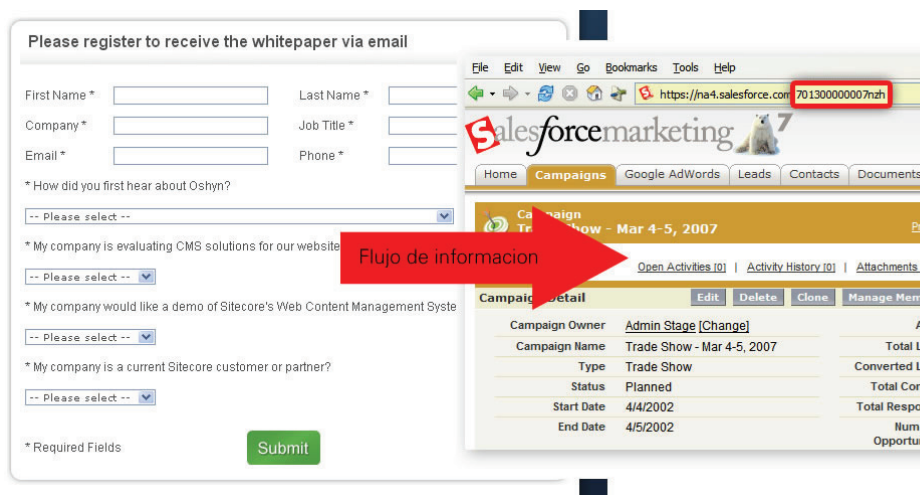 Please register to receive the whitepaper via email
First Name *
Last Name *
Company *
Job Title *
Email *
Phone *
* How did you first hear about Oshyn?
-- Please select --
* My company is evaluating CMS solutions for our website
-- Please select --
* My company would like a demo of Sitecore's Web Content Management Syste
-- Please select --
* My company is a current Sitecore customer or partner?
-- Please select --
* Required Fields
Submit
Flujo de informacion
File Edit View Go Bookmarks Tools Help
https://na4.salesforce.com 701300000007nzh
salesforcemarketing 7
Home Campaigns Google AdWords Leads Contacts Documents
Campaign
Trade Show - Mar 4-5, 2007
Open Activities [0] | Activity History [0] | Attachments
Campaign Detail Edit Delete Clone Manage Mem
Campaign Owner Admin Stage [Change]
Campaign Name Trade Show - Mar 4-5, 2007 Total L
Type Trade Show Converted L
Status Planned Total Con
Start Date 4/4/2002 Total Respo
End Date 4/5/2002 Num
Opportun